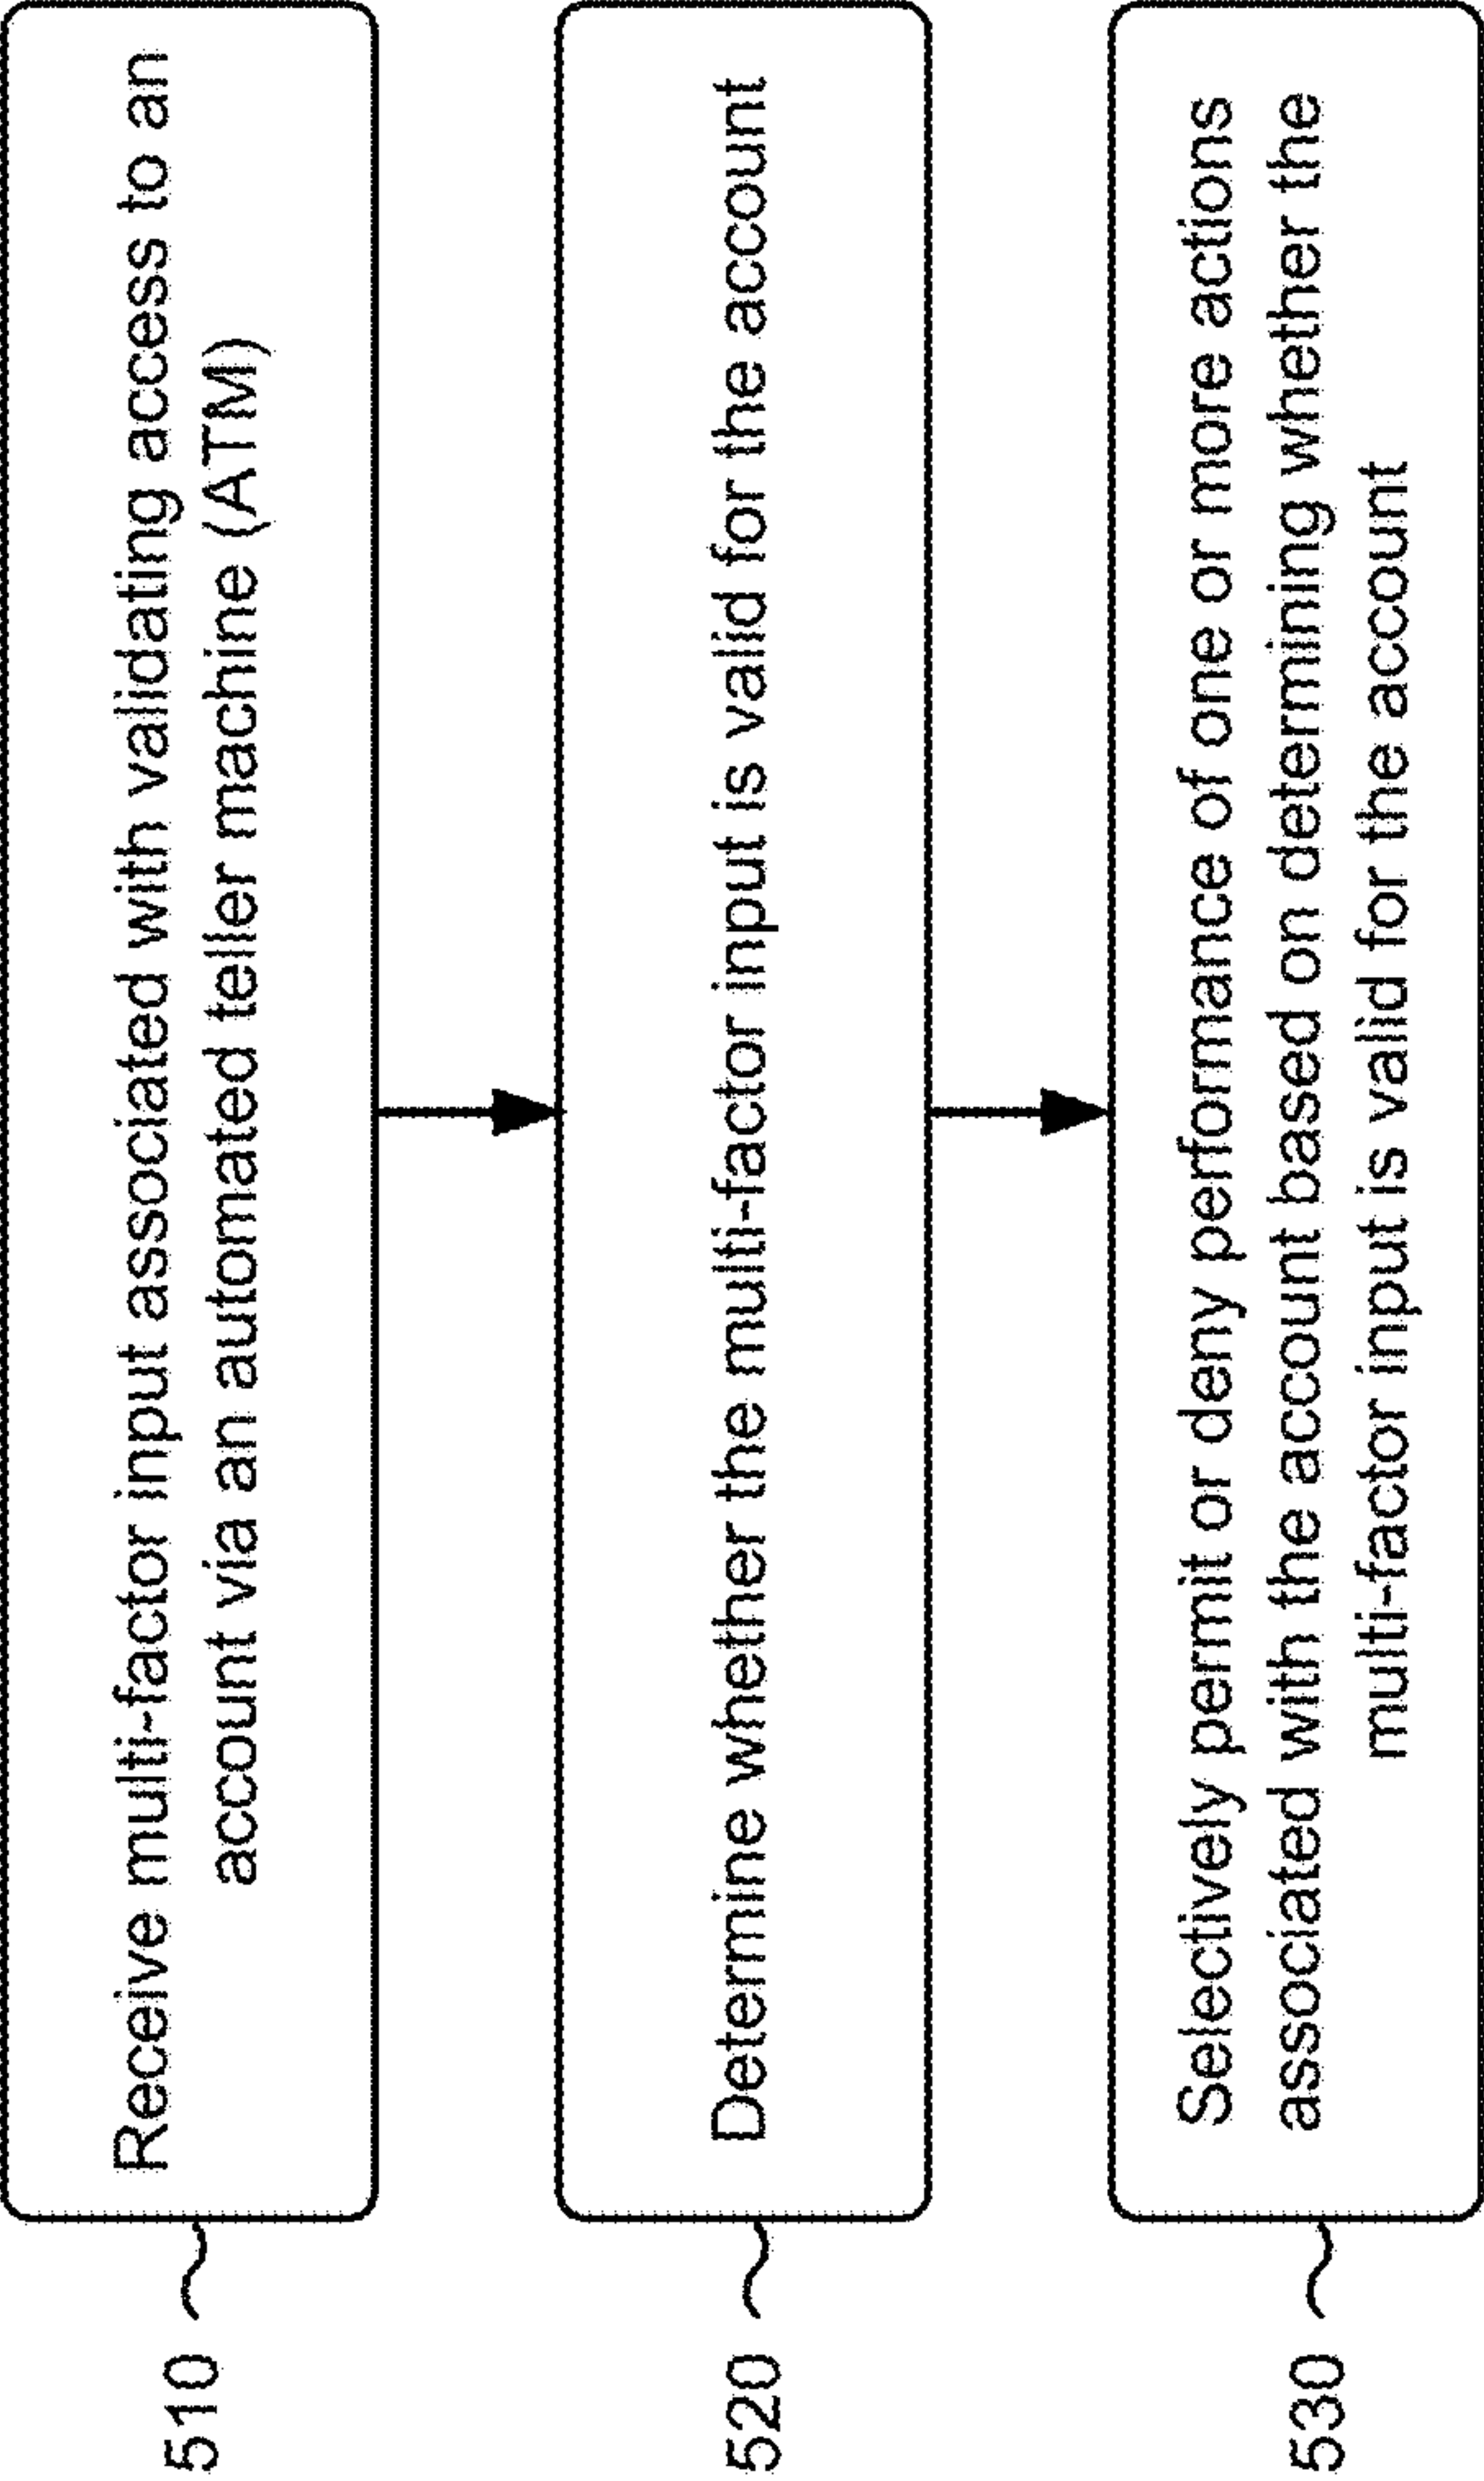 510
Receive multi-factor input associated with validating access to an
account via an automated teller machine (ATM)
520
Determine whether the multi-factor input is valid for the account
530
Selectively permit or deny performance of one or more actions
associated with the account based on determining whether the
multi-factor input is valid for the account